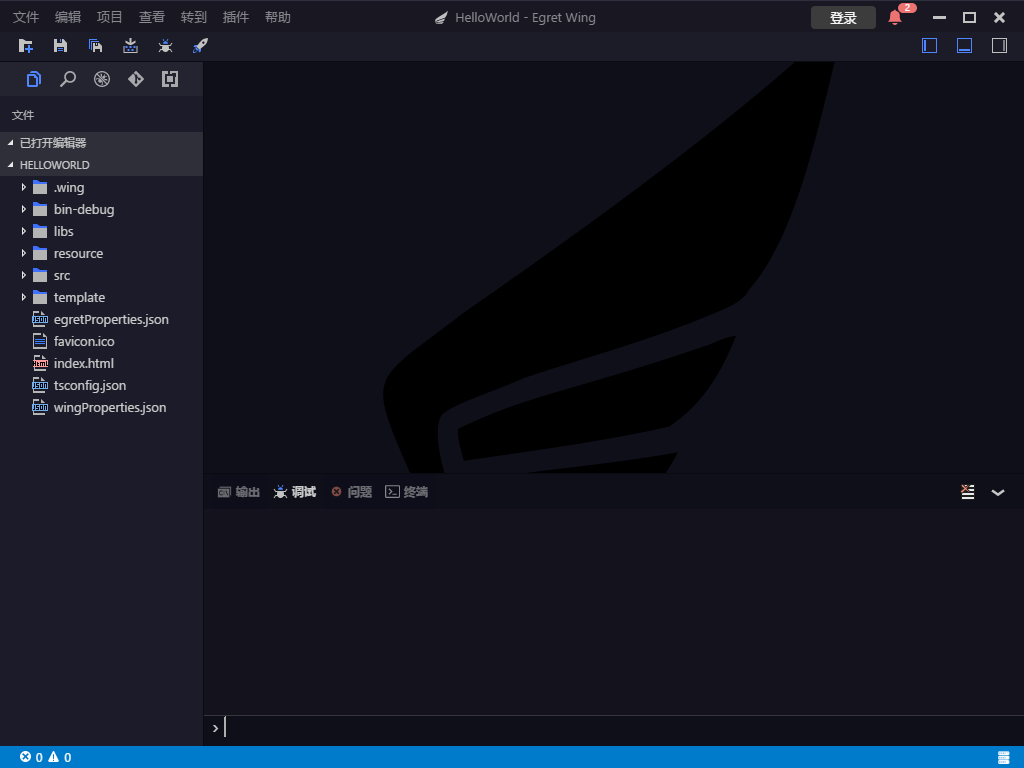 文件 编辑 项目 查看 转到 插件 帮助 HelloWorld - Egret Wing 登录 2
文件
已打开编辑器
HELLOWORLD
.wing
bin-debug
libs
resource
src
template
egretProperties.json
favicon.ico
index.html
tsconfig.json
wingProperties.json
输出 调试 问题 终端
0 0